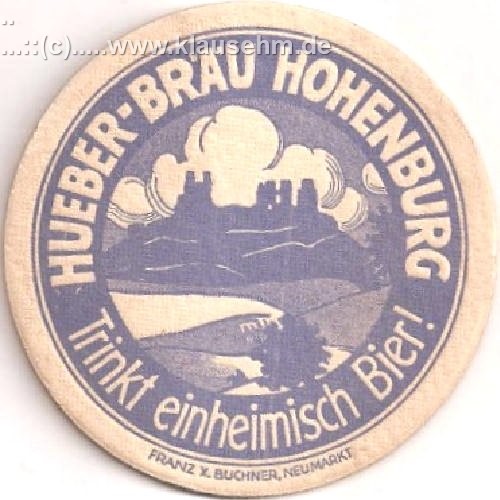 ...::(c).....www.klausehm.de
HUEBER-BRÄU HOHENBURG
Trinkt einheimisch Bier!
FRANZ X. BUCHNER, NEUMARKT